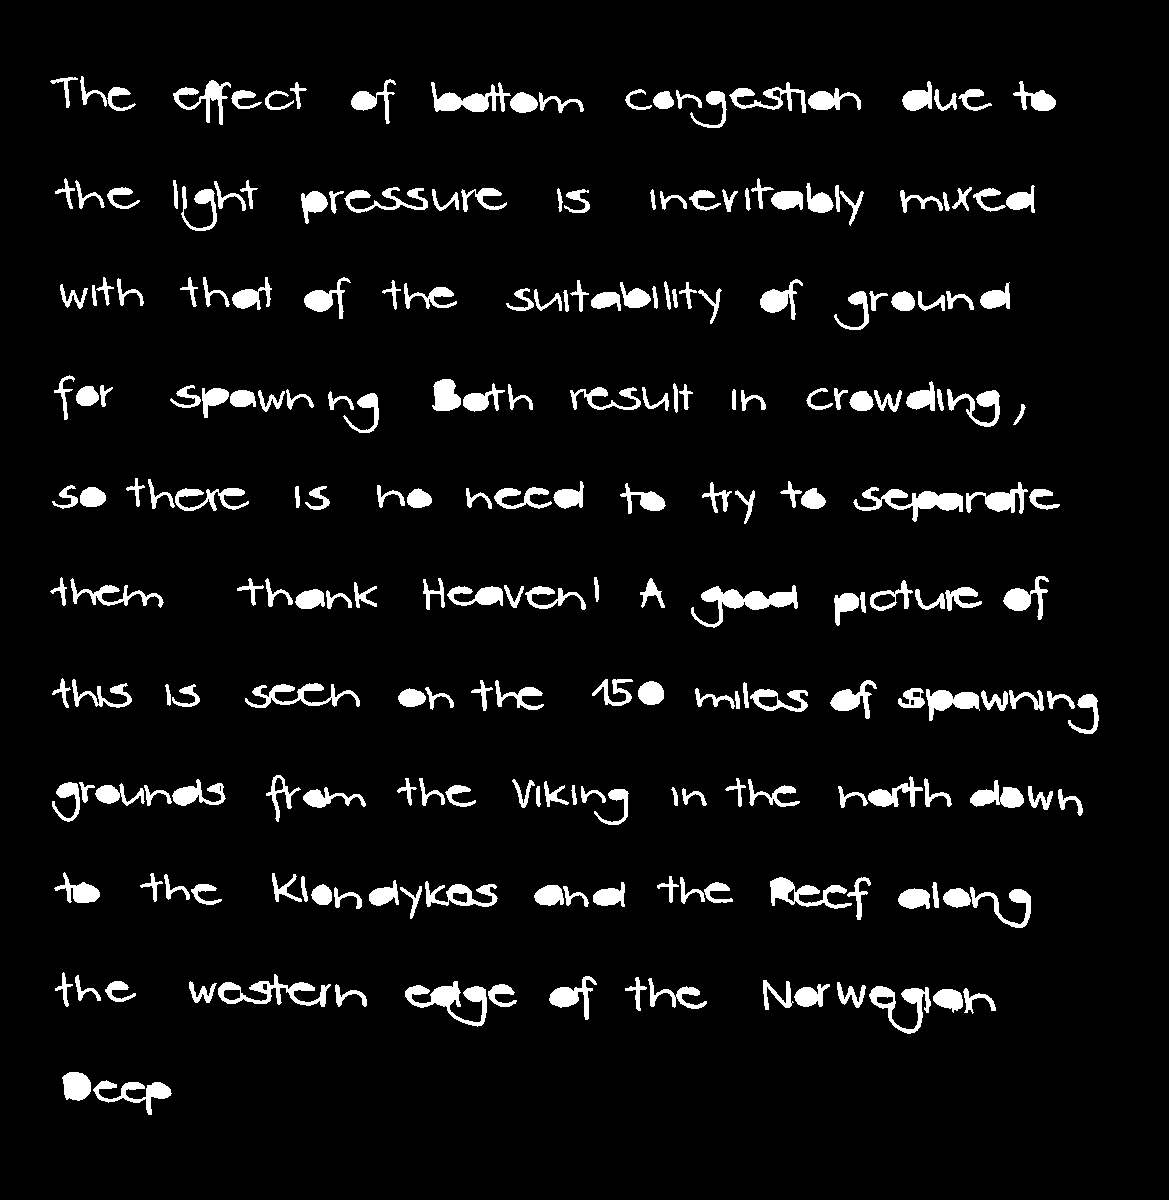 The effect of bottom congestion due to
the light pressure is inevitably mixed
with that of the suitability of ground
for spawning Both result in crowding,
so there is no need to try to separate
them thank Heaven! A good picture of
this is seen on the 150 miles of spawning
grounds from the Viking in the north down
to the Klondykes and the Reef along
the western edge of the Norwegian
Deep